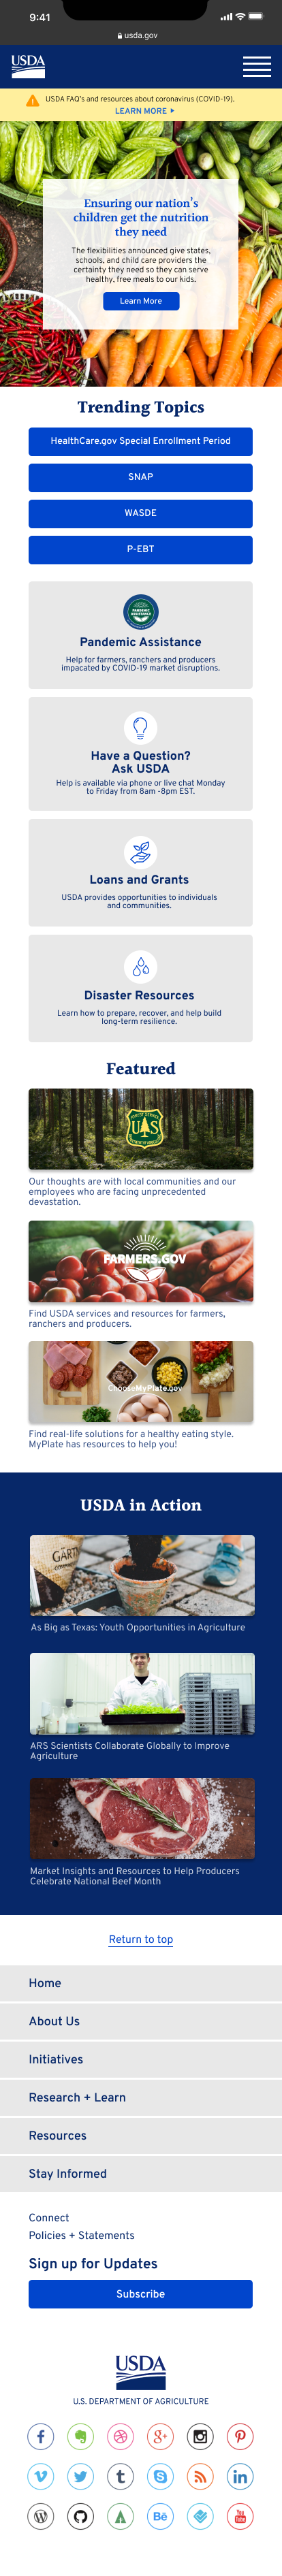 9:41
usda.gov
USDA
USDA FAQ's and resources about coronavirus (COVID-19).
LEARN MORE
Ensuring our nation's
children get the nutrition
they need
The flexibilities announced give states,
schools, and child care providers the
certainty they need so they can serve
healthy, free meals to our kids.
Learn More
Trending Topics
HealthCare.gov Special Enrollment Period
SNAP
WASDE
P-EBT
PANDEMIC
ASSISTANCE
Pandemic Assistance
Help for farmers, ranchers and producers
impacated by COVID-19 market disruptions.
Have a Question?
Ask USDA
Help is available via phone or live chat Monday
to Friday from 8am -8pm EST.
Loans and Grants
USDA provides opportunities to individuals
and communities.
Disaster Resources
Learn how to prepare, recover, and help build
long-term resilience.
Featured
FOREST SERVICE
U S
Our thoughts are with local communities and our
employees who are facing unprecedented
devastation.
FARMERS.GOV
Find USDA services and resources for farmers,
ranchers and producers.
ChooseMyPlate.gov
Find real-life solutions for a healthy eating style.
MyPlate has resources to help you!
USDA in Action
As Big as Texas: Youth Opportunities in Agriculture
ARS Scientists Collaborate Globally to Improve
Agriculture
Market Insights and Resources to Help Producers
Celebrate National Beef Month
Return to top
Home
About Us
Initiatives
Research + Learn
Resources
Stay Informed
Connect
Policies + Statements
Sign up for Updates
Subscribe
USDA
U.S. DEPARTMENT OF AGRICULTURE